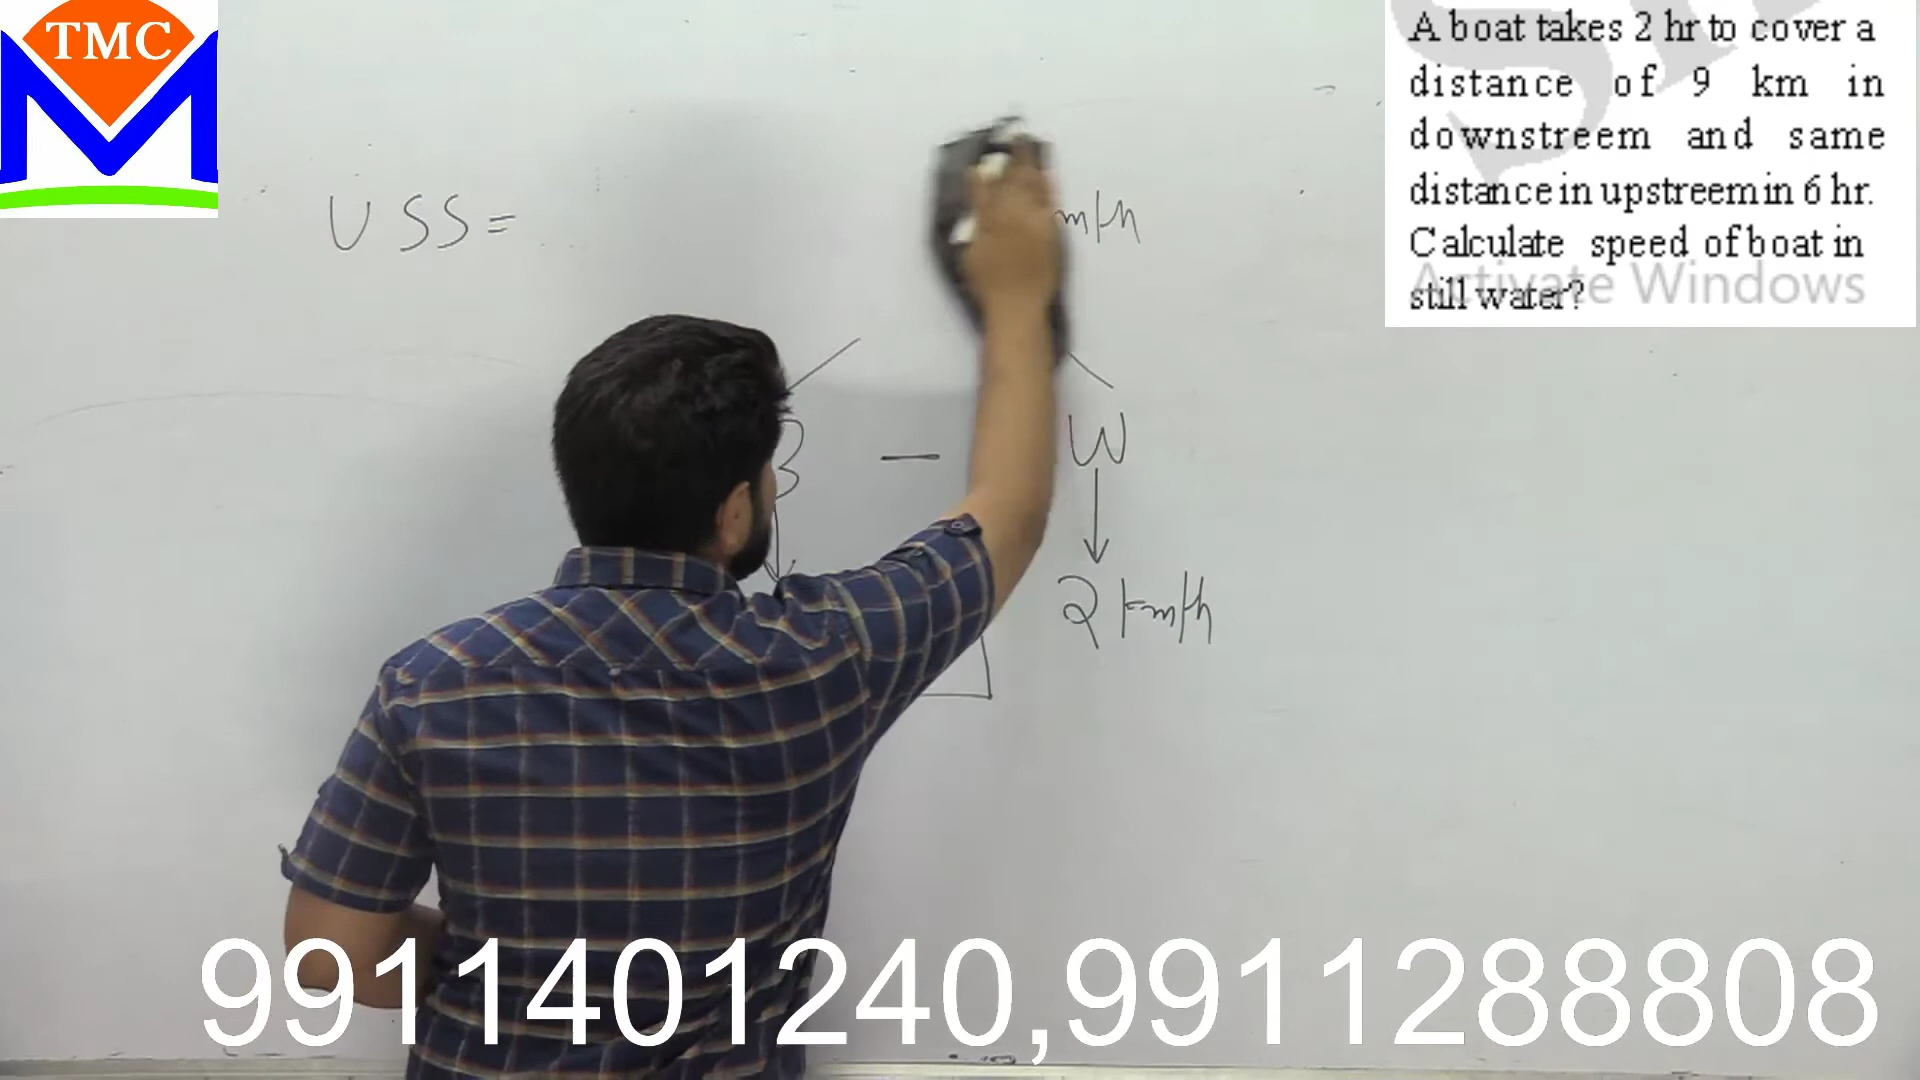 TMC
A boat takes 2 hr to cover a
distance of 9 km in
downstreem and same
distance in upstreem in 6 hr.
Calculate speed of boat in
still water?
Activate Windows
USS =
m/h
B — W
2 km/h
9911401240,9911288808